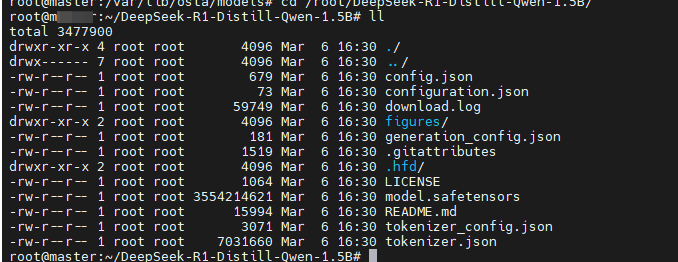 root@master:/var/lib/osta/models# cd /root/DeepSeek-R1-Distill-Qwen-1.5B/
root@m :~/DeepSeek-R1-Distill-Qwen-1.5B# ll
total 3477900
drwxr-xr-x 4 root root 4096 Mar 6 16:30 ./
drwx------ 7 root root 4096 Mar 6 16:30 ../
-rw-r--r-- 1 root root 679 Mar 6 16:30 config.json
-rw-r--r-- 1 root root 73 Mar 6 16:30 configuration.json
-rw-r--r-- 1 root root 59749 Mar 6 16:30 download.log
drwxr-xr-x 2 root root 4096 Mar 6 16:30 figures/
-rw-r--r-- 1 root root 181 Mar 6 16:30 generation_config.json
-rw-r--r-- 1 root root 1519 Mar 6 16:30 .gitattributes
drwxr-xr-x 2 root root 4096 Mar 6 16:30 .hfd/
-rw-r--r-- 1 root root 1064 Mar 6 16:30 LICENSE
-rw-r--r-- 1 root root 3554214621 Mar 6 16:30 model.safetensors
-rw-r--r-- 1 root root 15994 Mar 6 16:30 README.md
-rw-r--r-- 1 root root 3071 Mar 6 16:30 tokenizer_config.json
-rw-r--r-- 1 root root 7031660 Mar 6 16:30 tokenizer.json
root@master:~/DeepSeek-R1-Distill-Qwen-1.5B#